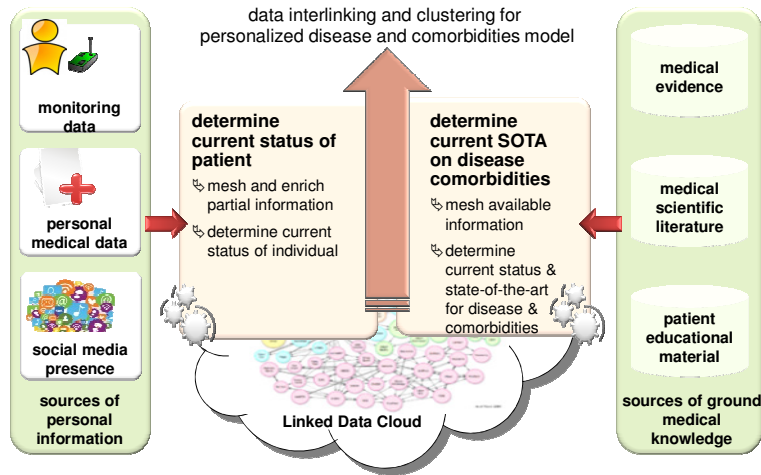 data interlinking and clustering for
personalized disease and comorbidities model
monitoring
data
personal
medical data
social media
presence
sources of
personal
information
determine
current status of
patient
mesh and enrich
partial information
determine current
status of individual
determine
current SOTA
on disease
comorbidities
mesh available
information
determine
current status &
state-of-the-art
for disease &
comorbidities
Linked Data Cloud
medical
evidence
medical
scientific
literature
patient
educational
material
sources of ground
medical
knowledge